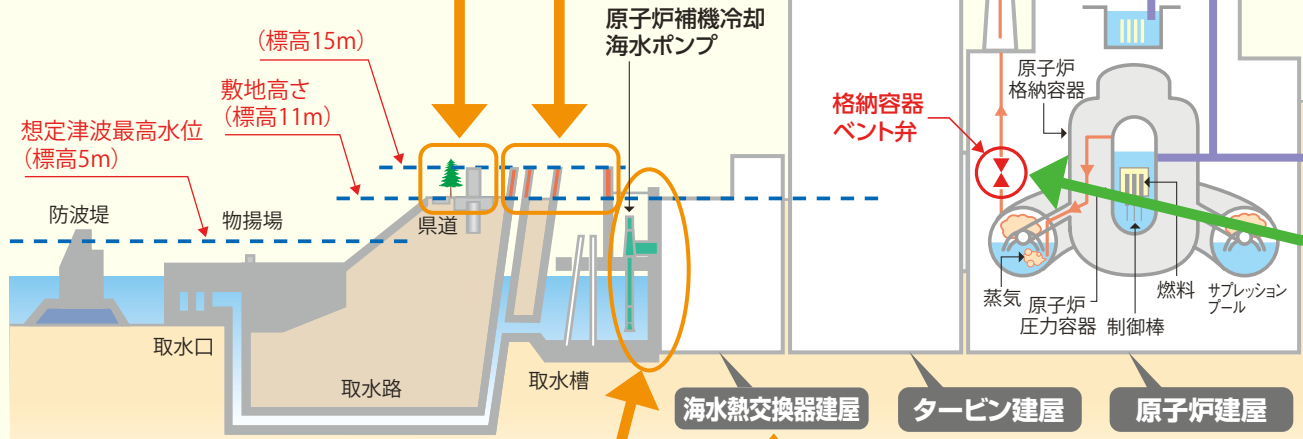 原子炉補機冷却
海水ポンプ
（標高15m）
敷地高さ
（標高11m）
想定津波最高水位
（標高5m）
防波堤
物揚場
県道
取水口
取水路
取水槽
海水熱交換器建屋
タービン建屋
原子炉建屋
格納容器
ベント弁
原子炉
格納容器
蒸気
原子炉
圧力容器
制御棒
燃料
サプレッション
プール